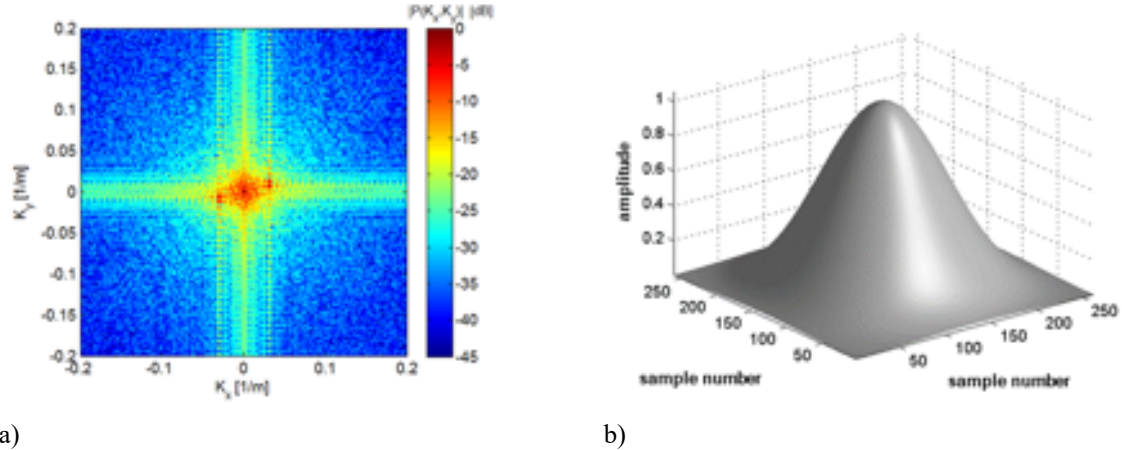 |P(Kx,Ky)| [dB]
0.2
0.15
0.1
0.05
0
-0.05
-0.1
-0.15
-0.2
-0.2 -0.1 0 0.1 0.2
Kx [1/m]
Ky [1/m]
0
-5
-10
-15
-20
-25
-30
-35
-40
-45
amplitude
1
0.8
0.6
0.4
0.2
250 200 150 100 50
50 100 150 200 250
sample number
sample number
a)
b)